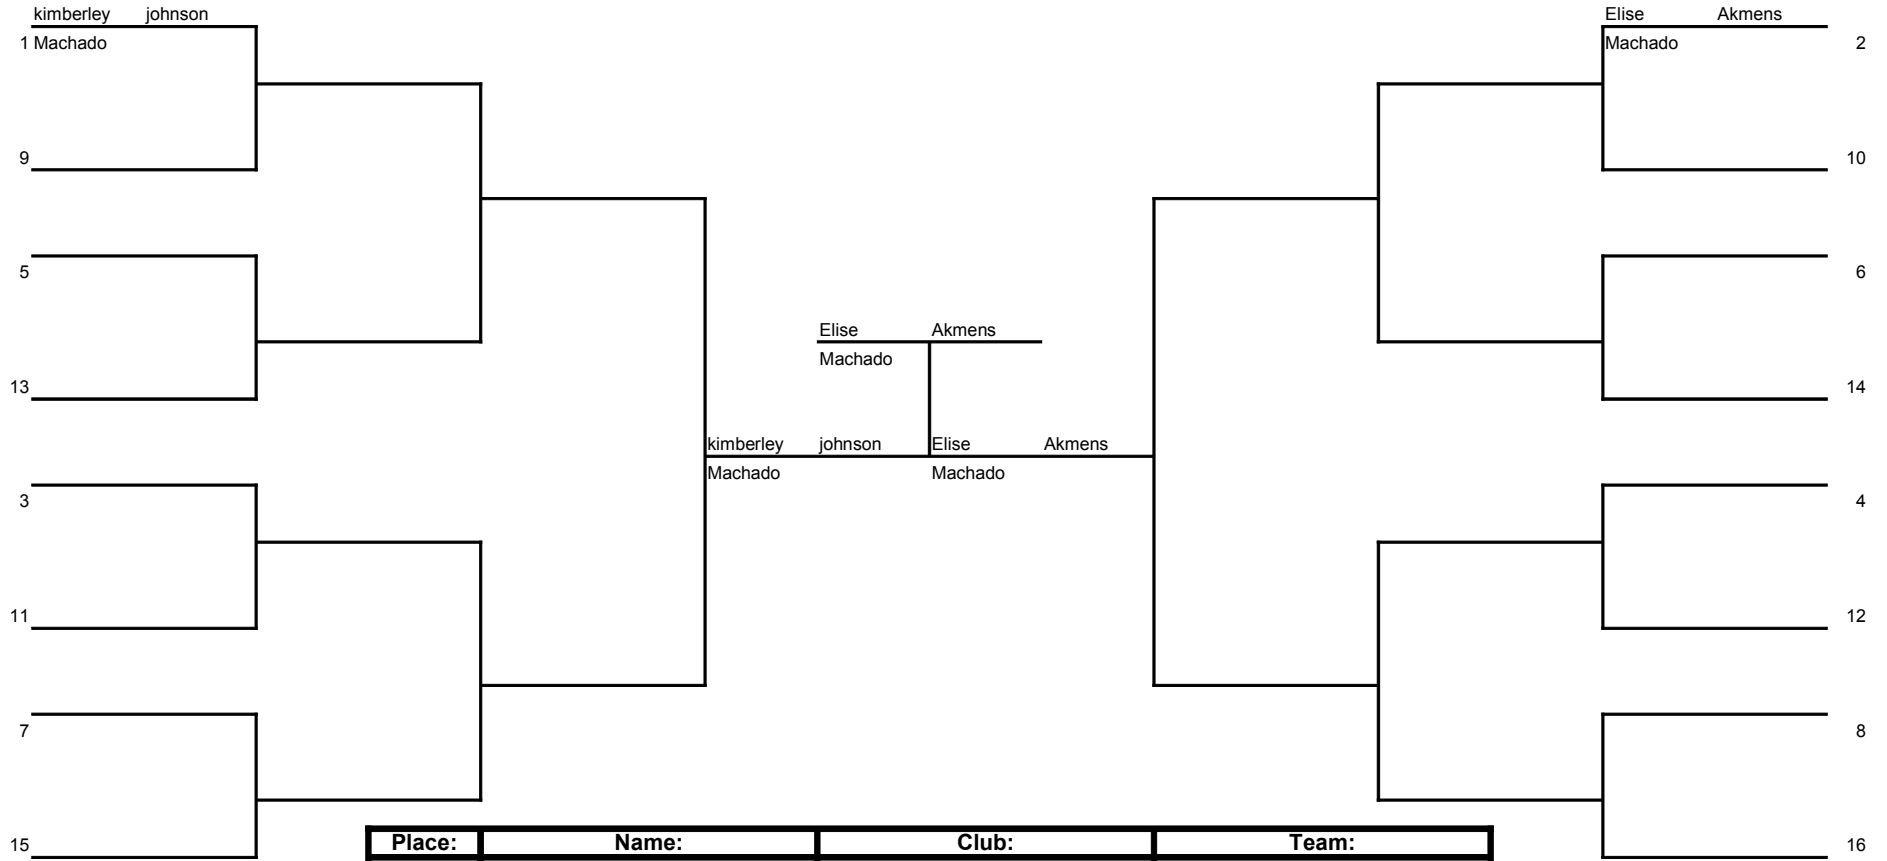 kimberley johnson Elise Akmens
1 Machado Machado 2
9 10
5 6
Elise Akmens
Machado
13 14
kimberley johnson Elise Akmens
Machado Machado
3 4
11 12
7 8
Place: Name: Club: Team:
15 16